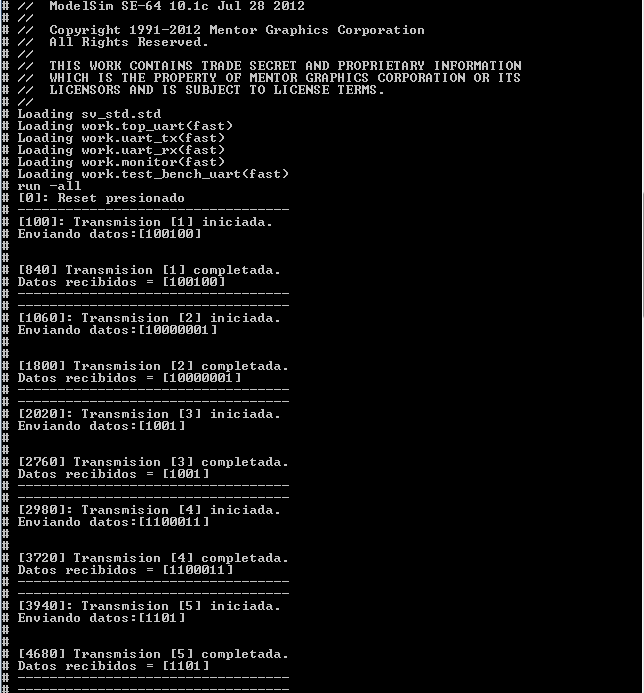 # //  ModelSim SE-64 10.1c Jul 28 2012
# //
# //  Copyright 1991-2012 Mentor Graphics Corporation
# //  All Rights Reserved.
# //
# //  THIS WORK CONTAINS TRADE SECRET AND PROPRIETARY INFORMATION
# //  WHICH IS THE PROPERTY OF MENTOR GRAPHICS CORPORATION OR ITS
# //  LICENSORS AND IS SUBJECT TO LICENSE TERMS.
# //
# Loading sv_std.std
# Loading work.top_uart(fast)
# Loading work.uart_tx(fast)
# Loading work.uart_rx(fast)
# Loading work.monitor(fast)
# Loading work.test_bench_uart(fast)
# run -all
# [0]: Reset presionado
# ----------------------------------
# [100]: Transmision [1] iniciada.
# Enviando datos:[100100]
#
#
# [840] Transmision [1] completada.
# Datos recibidos = [100100]
# ----------------------------------
# ----------------------------------
# [1060]: Transmision [2] iniciada.
# Enviando datos:[10000001]
#
#
# [1800] Transmision [2] completada.
# Datos recibidos = [10000001]
# ----------------------------------
# ----------------------------------
# [2020]: Transmision [3] iniciada.
# Enviando datos:[1001]
#
#
# [2760] Transmision [3] completada.
# Datos recibidos = [1001]
# ----------------------------------
# ----------------------------------
# [2980]: Transmision [4] iniciada.
# Enviando datos:[1100011]
#
#
# [3720] Transmision [4] completada.
# Datos recibidos = [1100011]
# ----------------------------------
# ----------------------------------
# [3940]: Transmision [5] iniciada.
# Enviando datos:[1101]
#
#
# [4680] Transmision [5] completada.
# Datos recibidos = [1101]
# ----------------------------------
# ----------------------------------